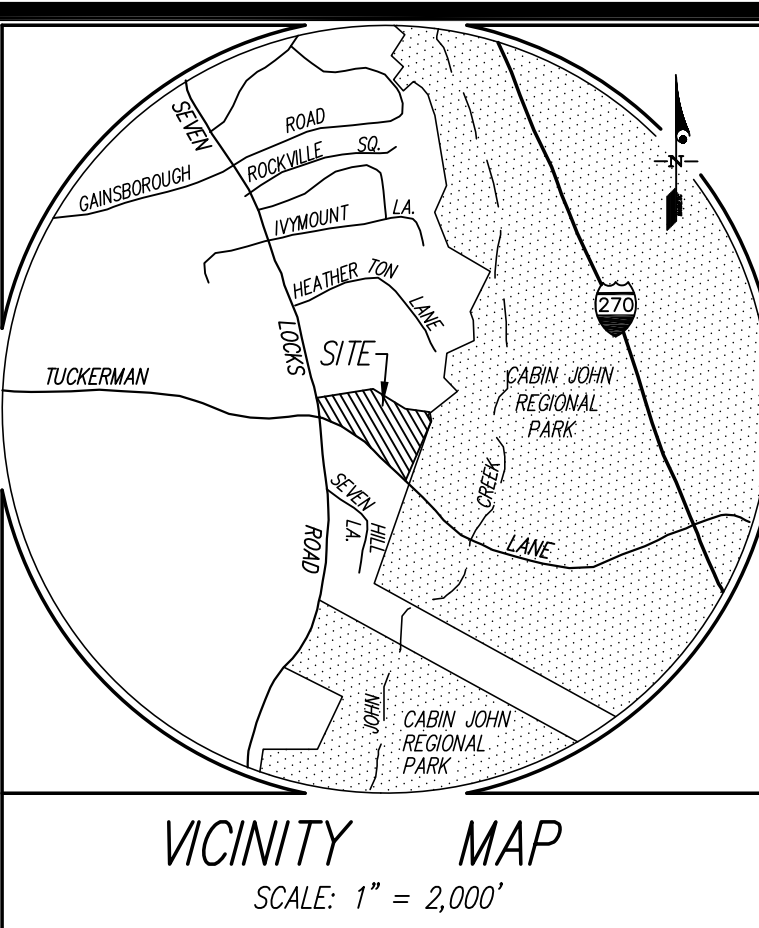 SEVEN
ROAD
GAINSBOROUGH
ROCKVILLE SQ.
N
IVYMOUNT LA.
HEATHER TON
LANE
270
LOCKS
SITE
TUCKERMAN
CABIN JOHN
REGIONAL
PARK
CREEK
SEVEN
HILL
LA.
ROAD
LANE
JOHN
CABIN JOHN
REGIONAL
PARK
VICINITY MAP
SCALE: 1" = 2,000'